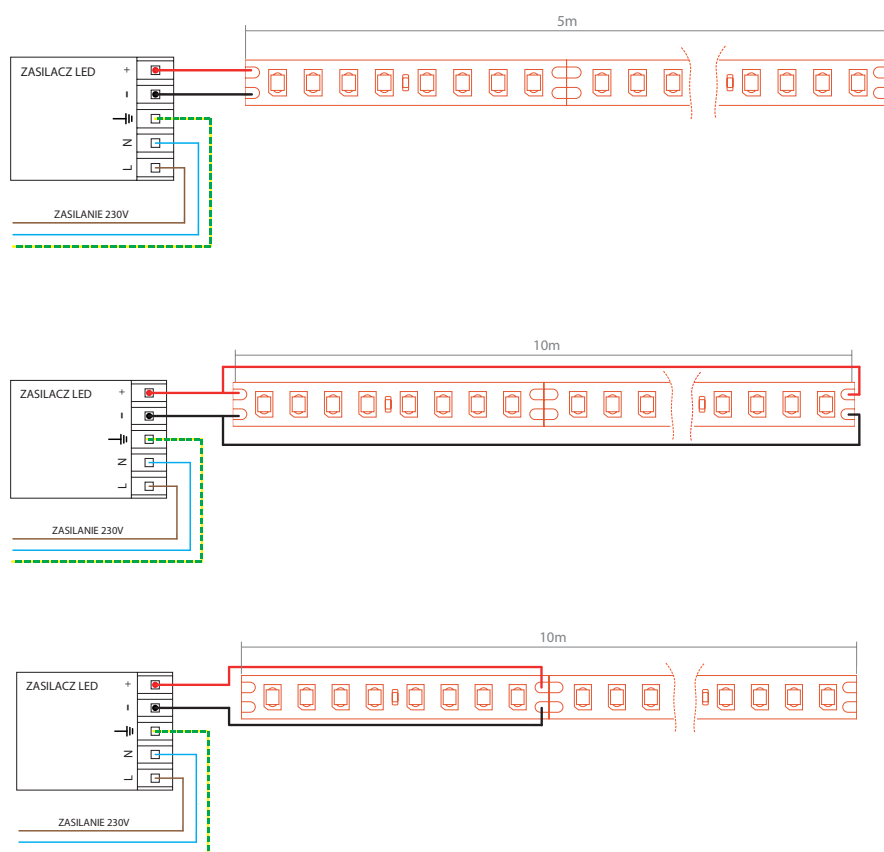 5m
ZASILACZ LED
+
-
N
L
ZASILANIE 230V
10m
ZASILACZ LED
+
-
N
L
ZASILANIE 230V
10m
ZASILACZ LED
+
-
N
L
ZASILANIE 230V